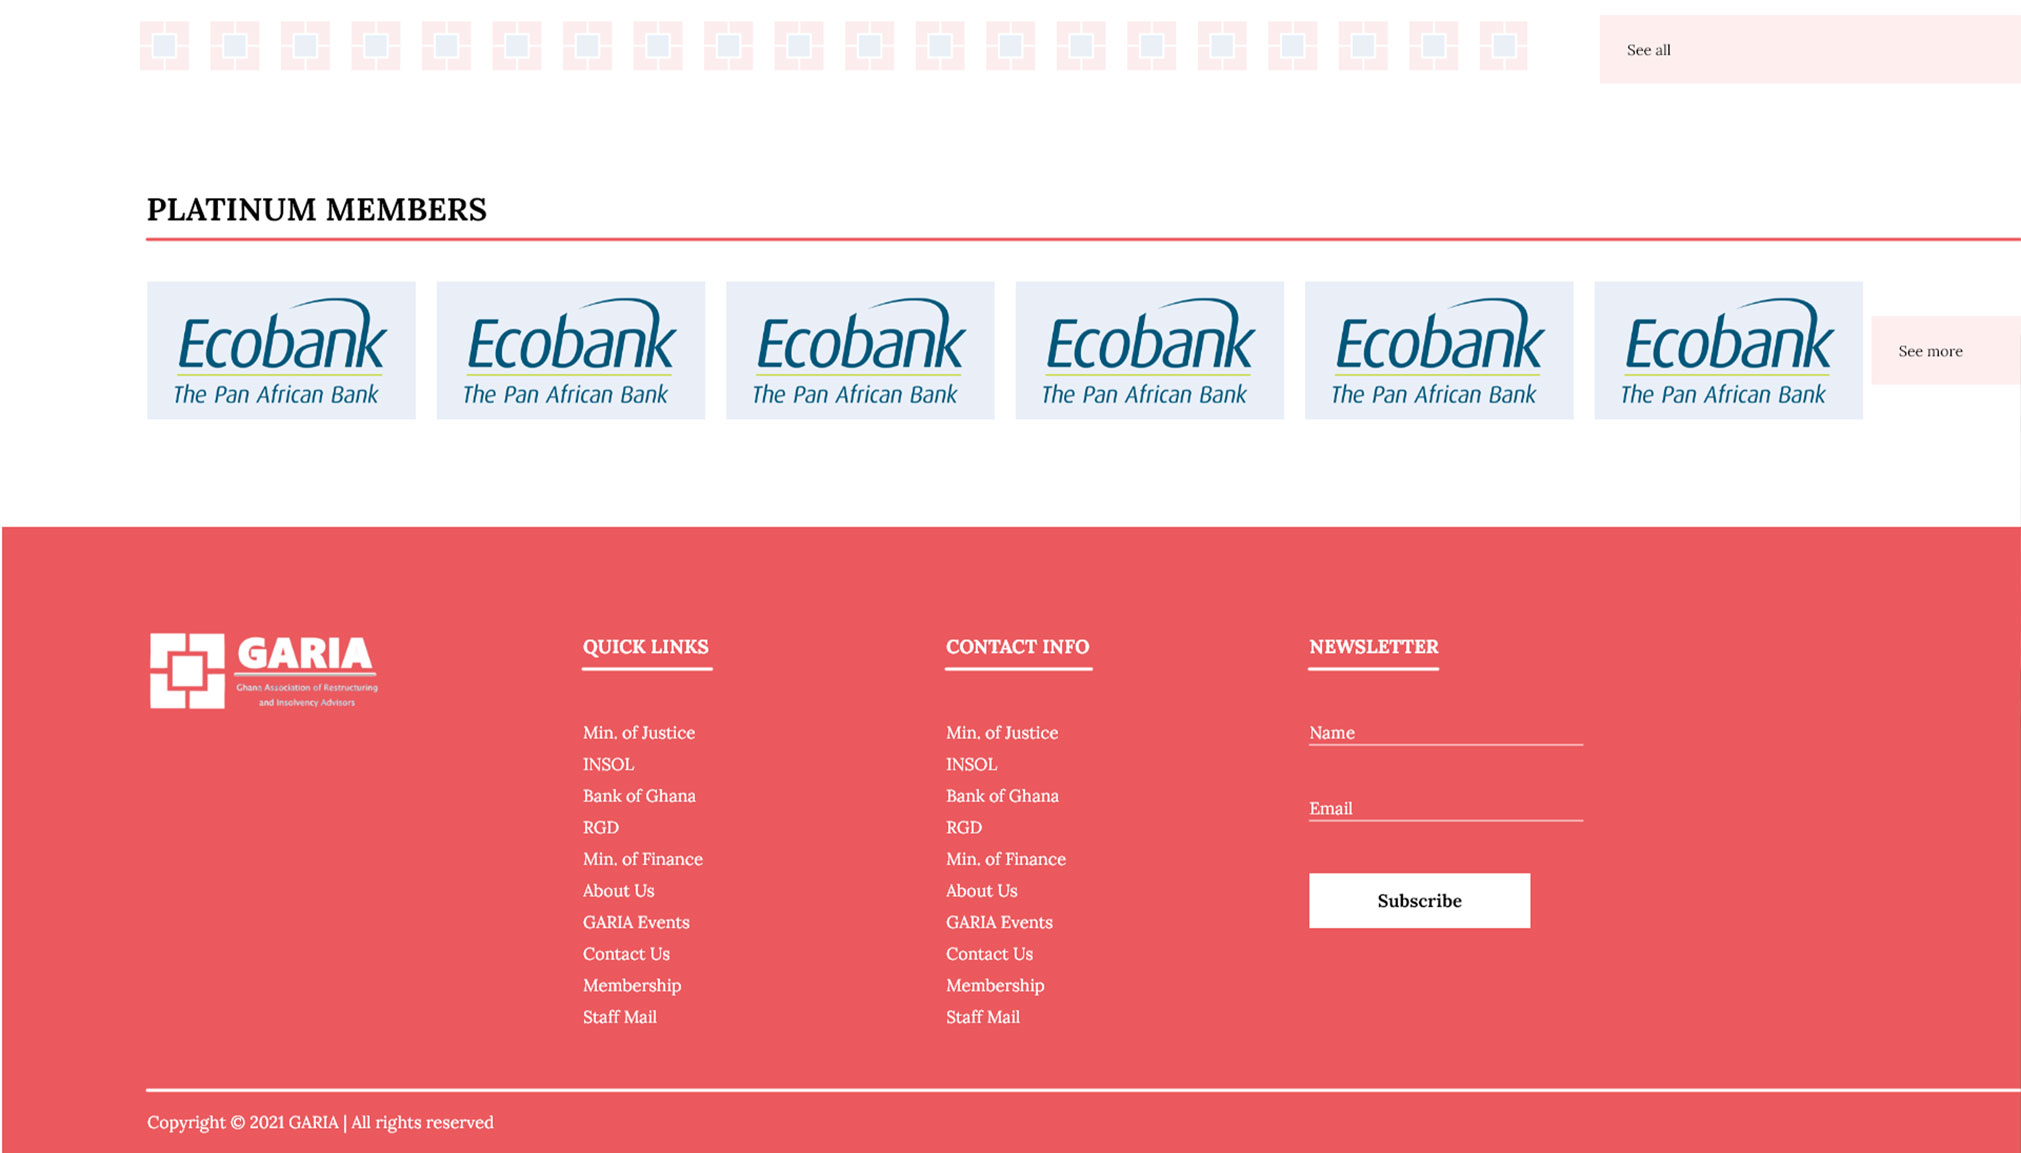 See all
PLATINUM MEMBERS
Ecobank
The Pan African Bank
Ecobank
The Pan African Bank
Ecobank
The Pan African Bank
Ecobank
The Pan African Bank
Ecobank
The Pan African Bank
Ecobank
The Pan African Bank
See more
GARIA
Ghana Association of Restructuring
and Insolvency Advisors
QUICK LINKS
Min. of Justice
INSOL
Bank of Ghana
RGD
Min. of Finance
About Us
GARIA Events
Contact Us
Membership
Staff Mail
CONTACT INFO
Min. of Justice
INSOL
Bank of Ghana
RGD
Min. of Finance
About Us
GARIA Events
Contact Us
Membership
Staff Mail
NEWSLETTER
Name
Email
Subscribe
Copyright © 2021 GARIA | All rights reserved